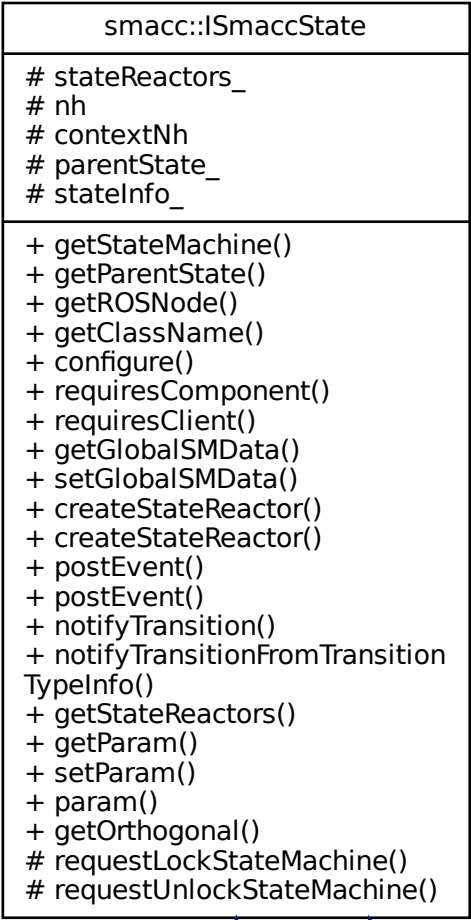 smacc::ISmaccState
# stateReactors_
# nh
# contextNh
# parentState_
# stateInfo_
+ getStateMachine()
+ getParentState()
+ getROSNode()
+ getClassName()
+ configure()
+ requiresComponent()
+ requiresClient()
+ getGlobalSMData()
+ setGlobalSMData()
+ createStateReactor()
+ createStateReactor()
+ postEvent()
+ postEvent()
+ notifyTransition()
+ notifyTransitionFromTransition
TypeInfo()
+ getStateReactors()
+ getParam()
+ setParam()
+ param()
+ getOrthogonal()
# requestLockStateMachine()
# requestUnlockStateMachine()